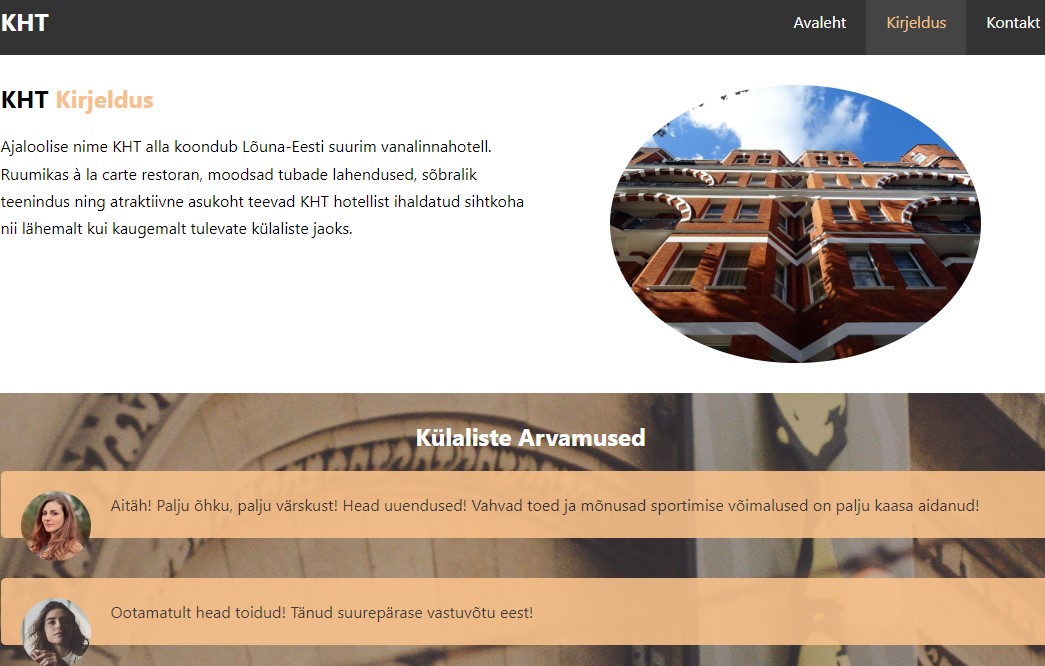 KHT
Avaleht
Kirjeldus
Kontakt
KHT Kirjeldus
Ajaloolise nime KHT alla koondub Lõuna-Eesti suurim vanalinnahotell.
Ruumikas à la carte restoran, moodsad tubade lahendused, sõbralik
teenindus ning atraktiivne asukoht teevad KHT hotellist ihaldatud sihtkoha
nii lähemalt kui kaugemalt tulevate külaliste jaoks.
Külaliste Arvamused
Aitäh! Palju õhku, palju värskust! Head uuendused! Vahvad toed ja mõnusad sportimise võimalused on palju kaasa aidanud!
Ootamatult head toidud! Tänud suurepärase vastuvõtu eest!